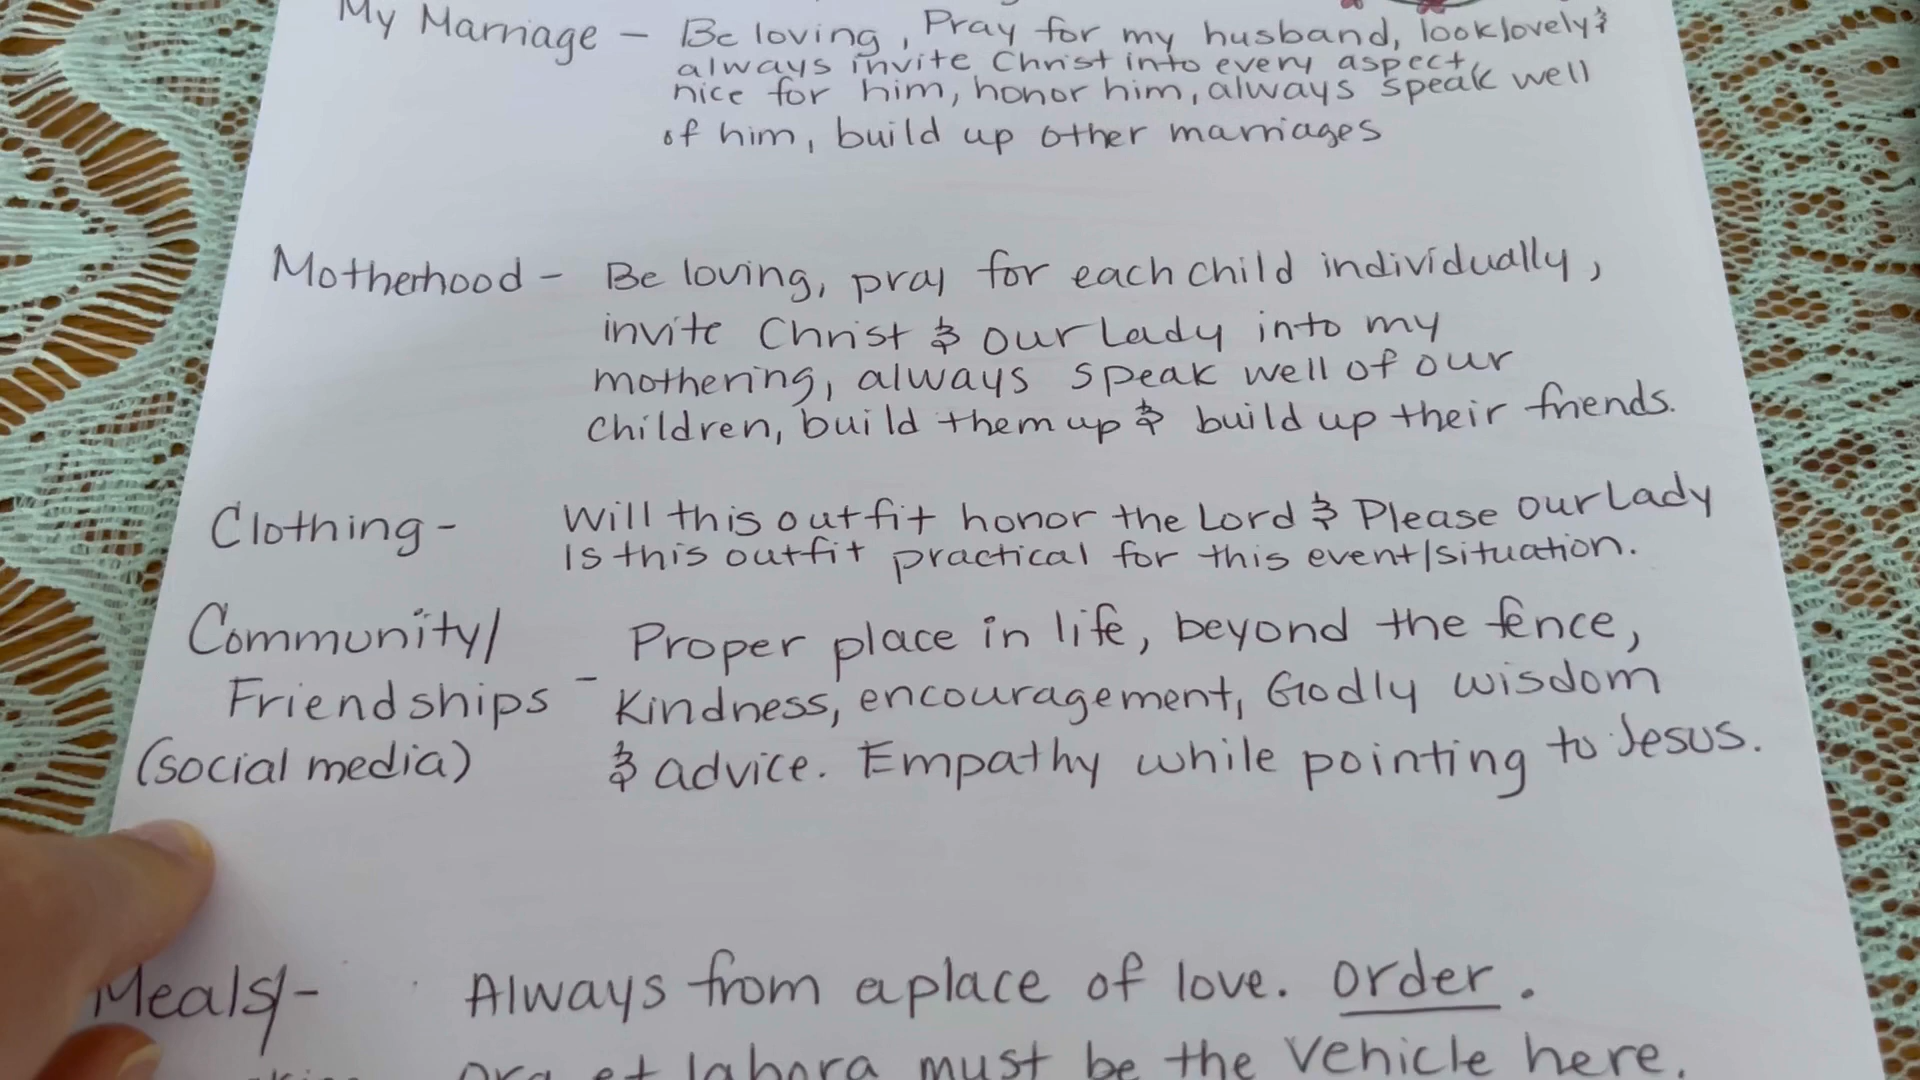 My Marriage - Be loving, Pray for my husband, look lovely &
always invite Christ into every aspect,
nice for him, honor him, always speak well
of him, build up other marriages
Motherhood - Be loving, pray for each child individually,
invite Christ & our Lady into my
mothering, always speak well of our
children, build them up & build up their friends.
Clothing - Will this outfit honor the Lord & Please our Lady
Is this outfit practical for this event/situation.
Community/ Proper place in life, beyond the fence,
Friendships - Kindness, encouragement, Godly wisdom
(social media) & advice. Empathy while pointing to Jesus.
Meals/- Always from a place of love. Order.
Ora et labora must be the vehicle here.